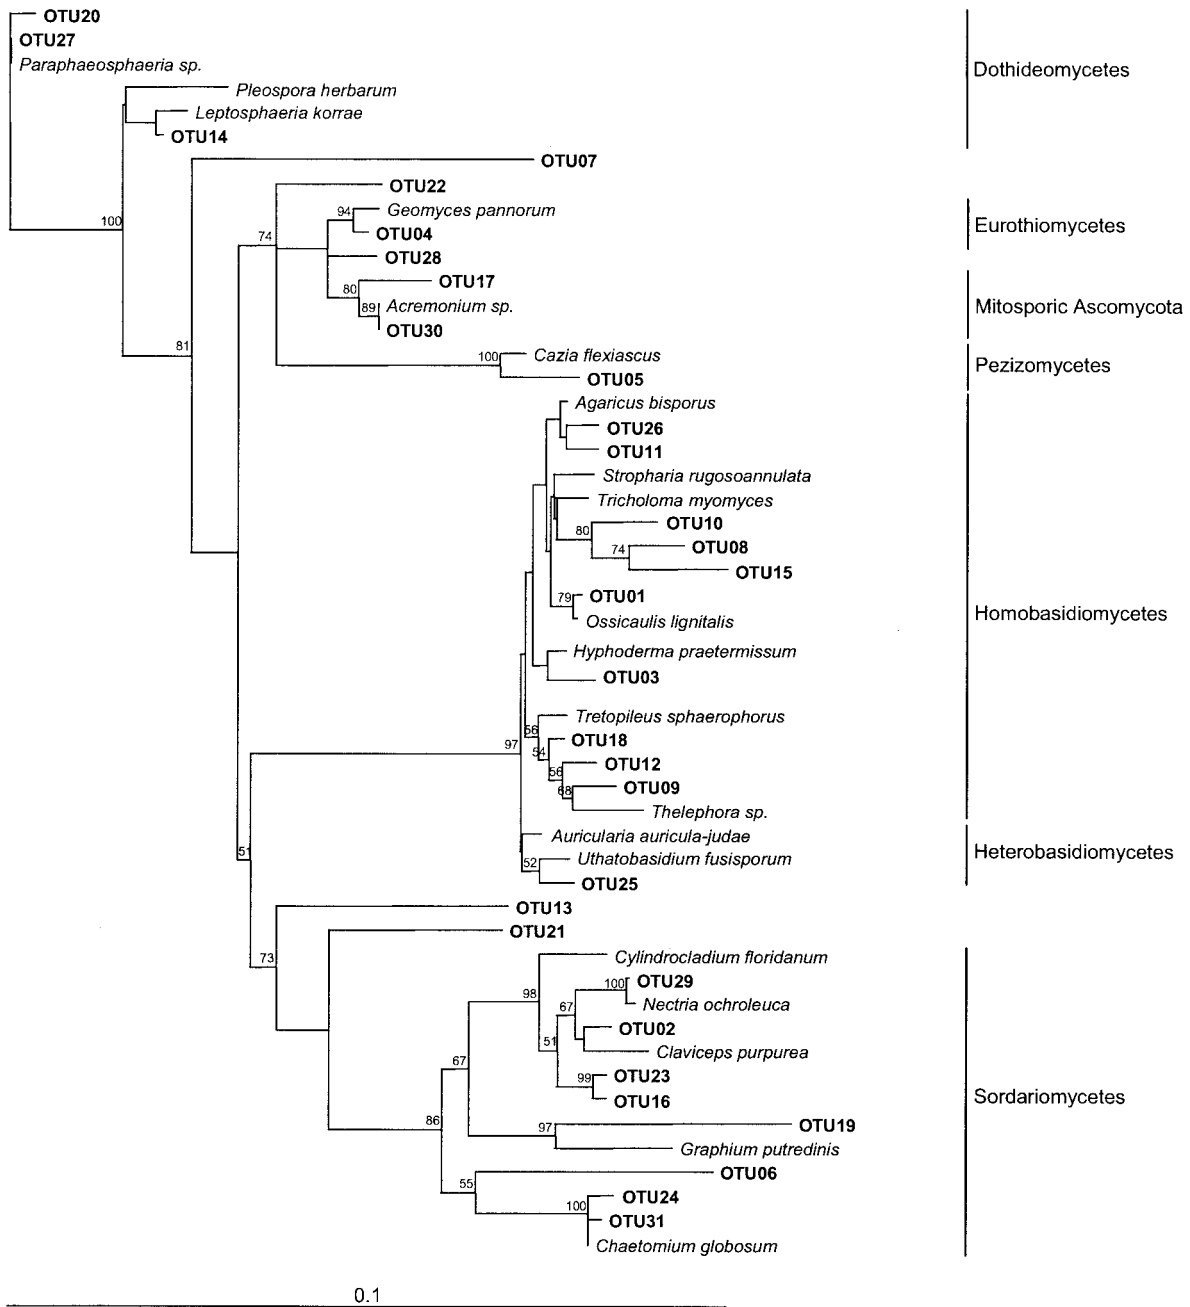 OTU20
OTU27
Paraphaeosphaeria sp.
Dothideomycetes
Pleospora herbarum
Leptosphaeria korrae
OTU14
OTU07
OTU22
94 Geomyces pannorum
100
OTU04
Eurothiomycetes
74
OTU28
OTU17
80
89 Acremonium sp.
Mitosporic Ascomycota
OTU30
81
100 Cazia flexiascus
Pezizomycetes
OTU05
Agaricus bisporus
OTU26
OTU11
Stropharia rugosoannulata
Tricholoma myomyces
OTU10
80
OTU08
74
OTU15
79 OTU01
Homobasidiomycetes
Ossicaulis lignitalis
Hyphoderma praetermissum
OTU03
Tretopileus sphaerophorus
56
OTU18
97
54
OTU12
56
OTU09
68
Thelephora sp.
Auricularia auricula-judae
51
Heterobasidiomycetes
52
Uthatobasidium fusisporum
OTU25
OTU13
OTU21
73
Cylindrocladium floridanum
100 OTU29
98
67
Nectria ochroleuca
OTU02
51
Claviceps purpurea
67
99 OTU23
OTU16
Sordariomycetes
86
97
OTU19
Graphium putredinis
OTU06
55
100
OTU24
OTU31
Chaetomium globosum
0.1